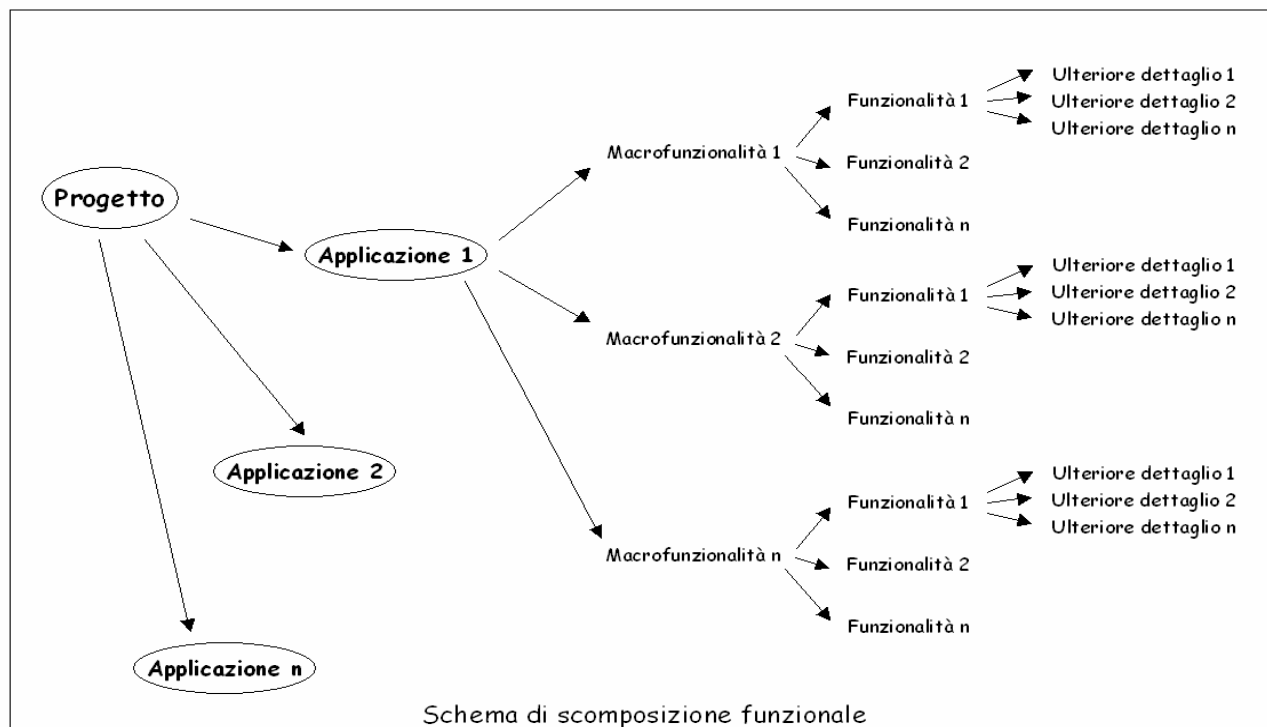 Progetto
Applicazione 1
Applicazione 2
Applicazione n
Macrofunzionalità 1
Funzionalità 1
Ulteriore dettaglio 1
Ulteriore dettaglio 2
Ulteriore dettaglio n
Funzionalità 2
Funzionalità n
Macrofunzionalità 2
Funzionalità 1
Ulteriore dettaglio 1
Ulteriore dettaglio 2
Ulteriore dettaglio n
Funzionalità 2
Funzionalità n
Macrofunzionalità n
Funzionalità 1
Ulteriore dettaglio 1
Ulteriore dettaglio 2
Ulteriore dettaglio n
Funzionalità 2
Funzionalità n
Schema di scomposizione funzionale